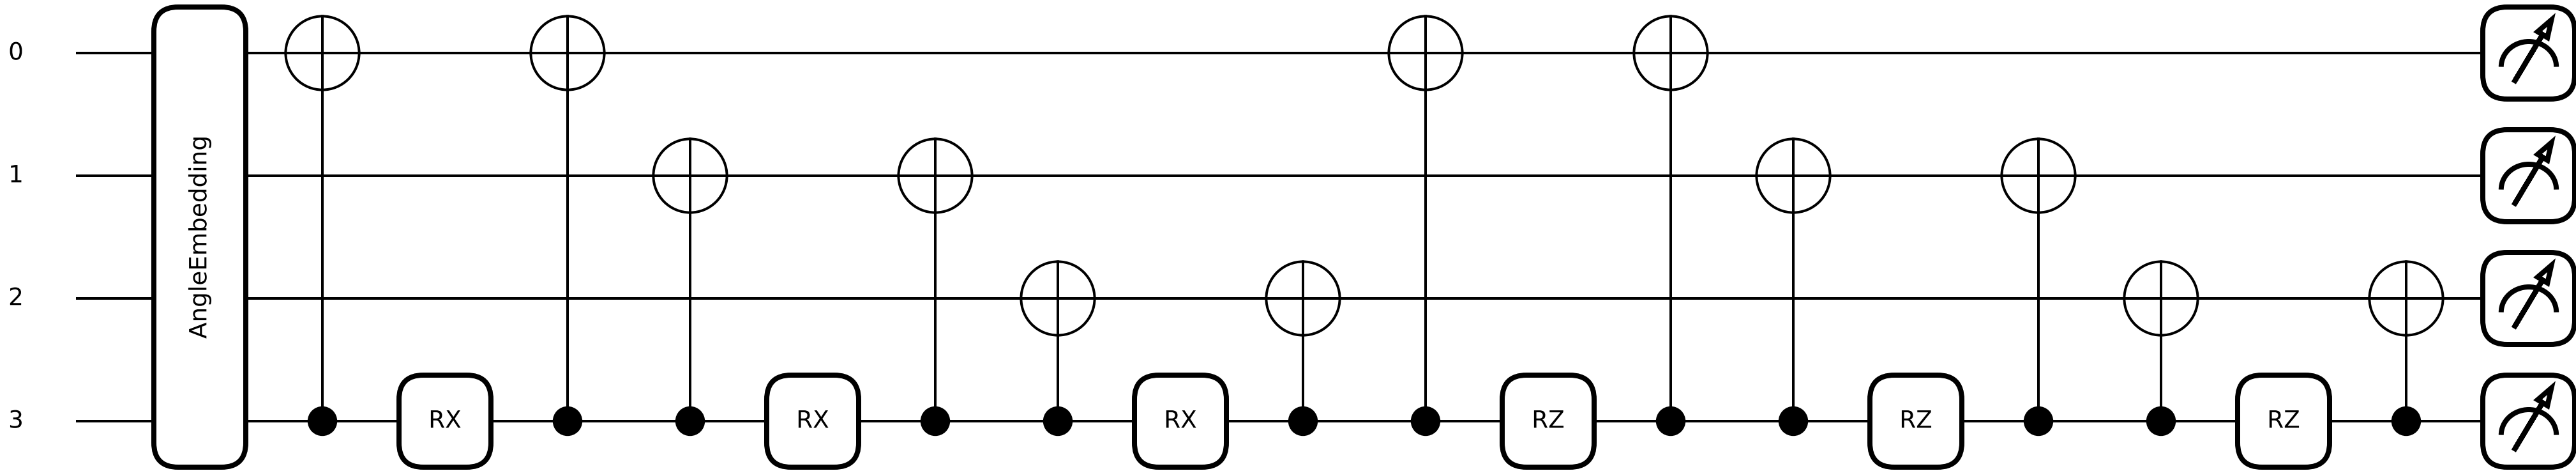 0
AngleEmbedding
1
2
3
RX
RX
RX
RZ
RZ
RZ